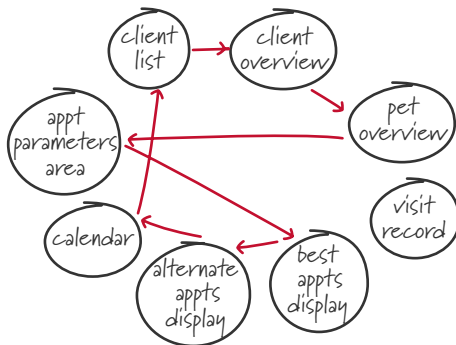 client
list
client
overview
appt
parameters
area
pet
overview
visit
record
calendar
alternate
appts
display
best
appts
display